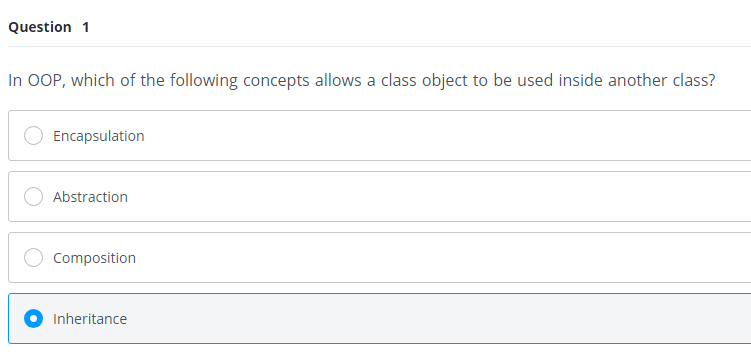 Question 1
In OOP, which of the following concepts allows a class object to be used inside another class?
Encapsulation
Abstraction
Composition
Inheritance